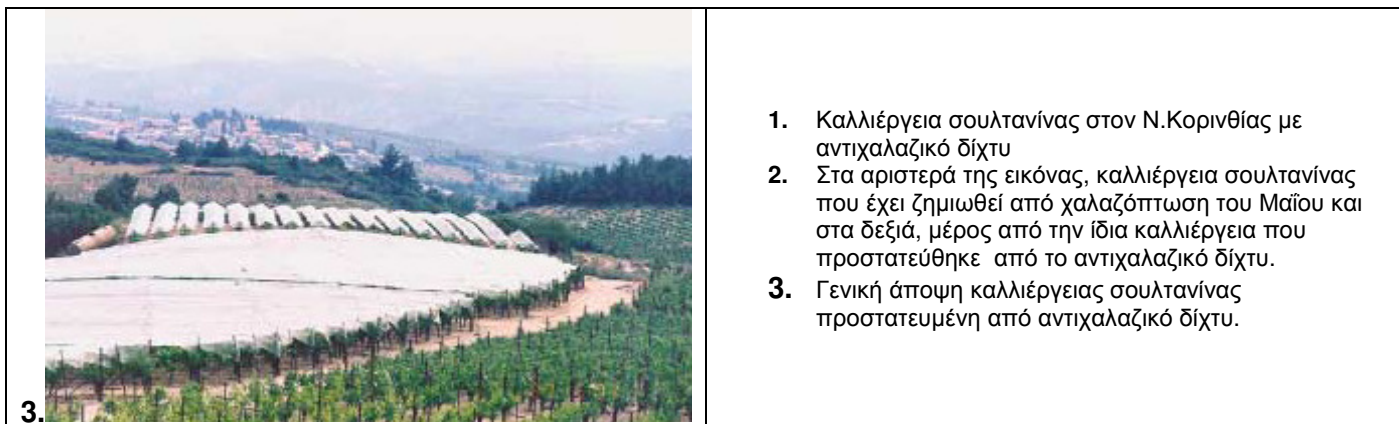 1. Καλλιέργεια σουλτανίνας στον Ν.Κορινθίας με
αντιχαλαζικό δίχτυ
2. Στα αριστερά της εικόνας, καλλιέργεια σουλτανίνας
που έχει ζημιωθεί από χαλαζόπτωση του Μαΐου και
στα δεξιά, μέρος από την ίδια καλλιέργεια που
προστατεύθηκε από το αντιχαλαζικό δίχτυ.
3. Γενική άποψη καλλιέργειας σουλτανίνας
προστατευμένη από αντιχαλαζικό δίχτυ.
3.